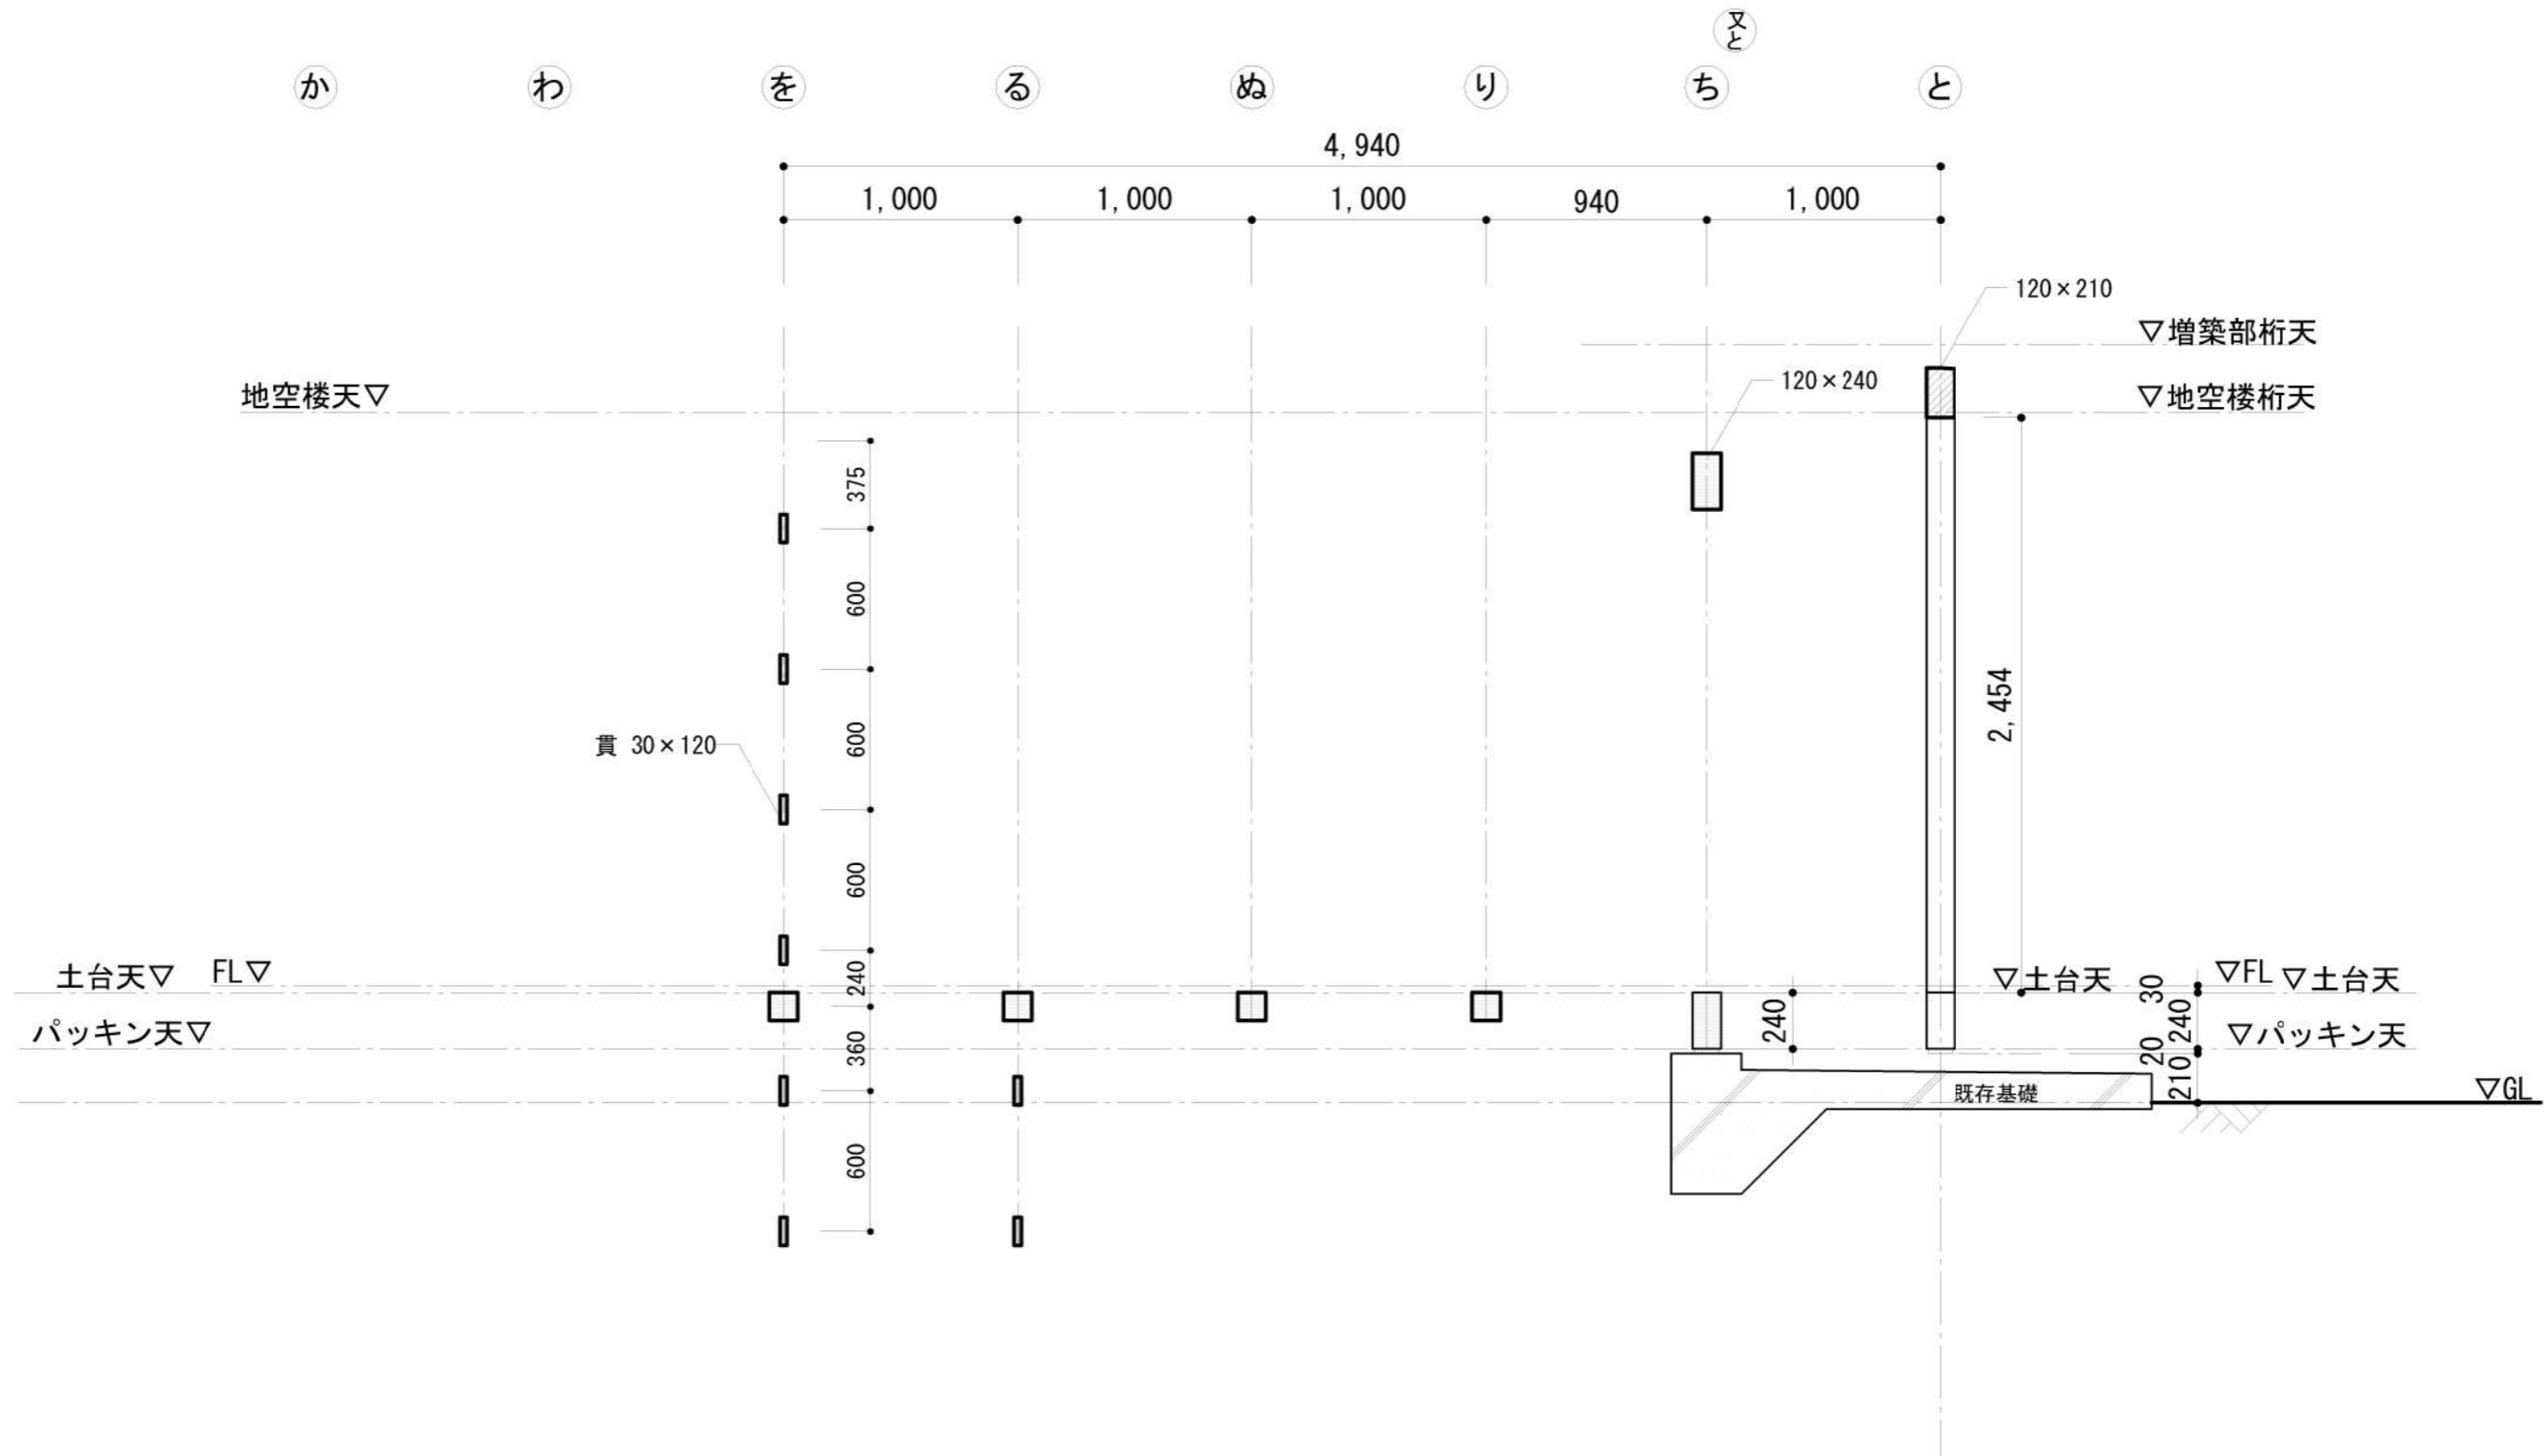 又と
か わ を る ぬ り ち と
4,940
1,000 1,000 1,000 940 1,000
120×210
▽増築部桁天
120×240
地空楼天▽
▽地空楼桁天
375
600
600
貫 30×120
2,454
600
240
土台天▽ FL▽
▽土台天
30
▽FL ▽土台天
240
240
パッキン天▽
360
20
▽パッキン天
210
既存基礎
▽GL
600